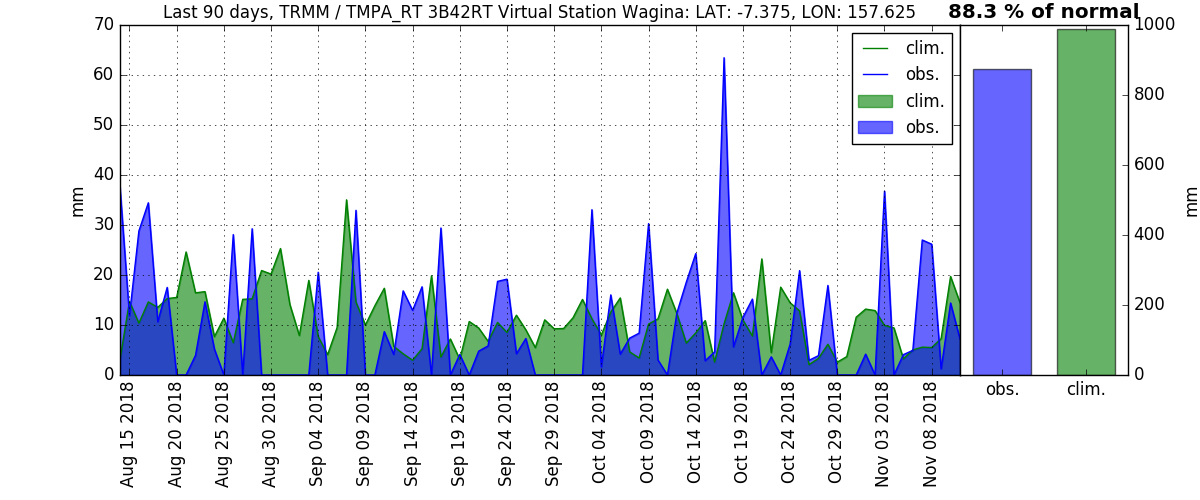 Last 90 days, TRMM / TMPA_RT 3B42RT Virtual Station Wagina: LAT: -7.375, LON: 157.625
88.3 % of normal
70
60
50
40
30
20
10
0
mm
clim.
obs.
clim.
obs.
1000
800
600
400
200
0
mm
obs.
clim.
Aug 15 2018
Aug 20 2018
Aug 25 2018
Aug 30 2018
Sep 04 2018
Sep 09 2018
Sep 14 2018
Sep 19 2018
Sep 24 2018
Sep 29 2018
Oct 04 2018
Oct 09 2018
Oct 14 2018
Oct 19 2018
Oct 24 2018
Oct 29 2018
Nov 03 2018
Nov 08 2018